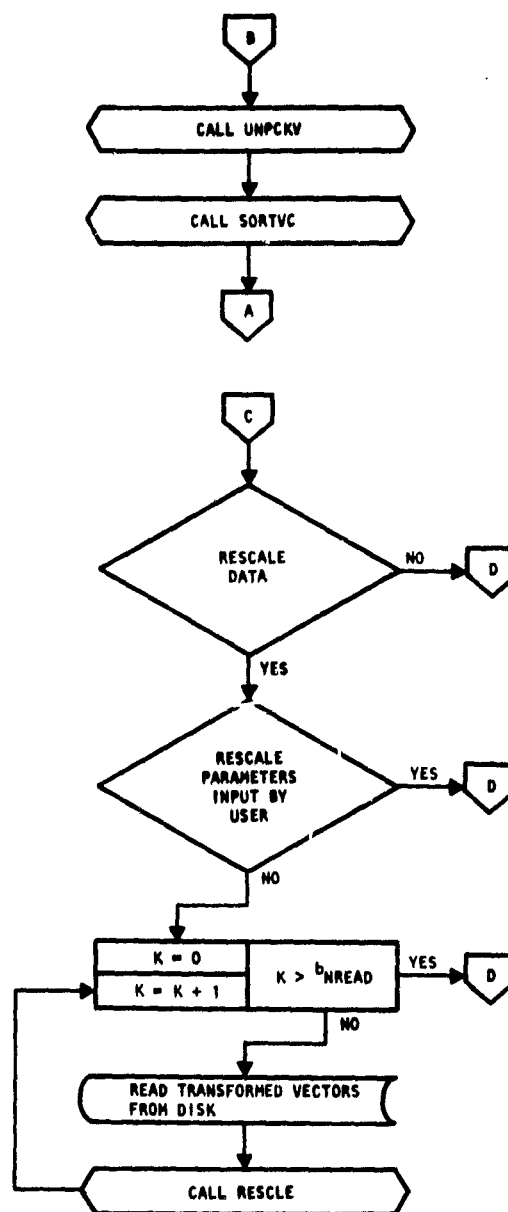 B
CALL UNPCKV
CALL SORTVC
A
C
RESCALE
DATA
NO
D
YES
RESCALE
PARAMETERS
INPUT BY
USER
YES
D
NO
K = 0
K = K + 1
K > bNREAD
YES
D
NO
READ TRANSFORMED VECTORS
FROM DISK
CALL RESCLE